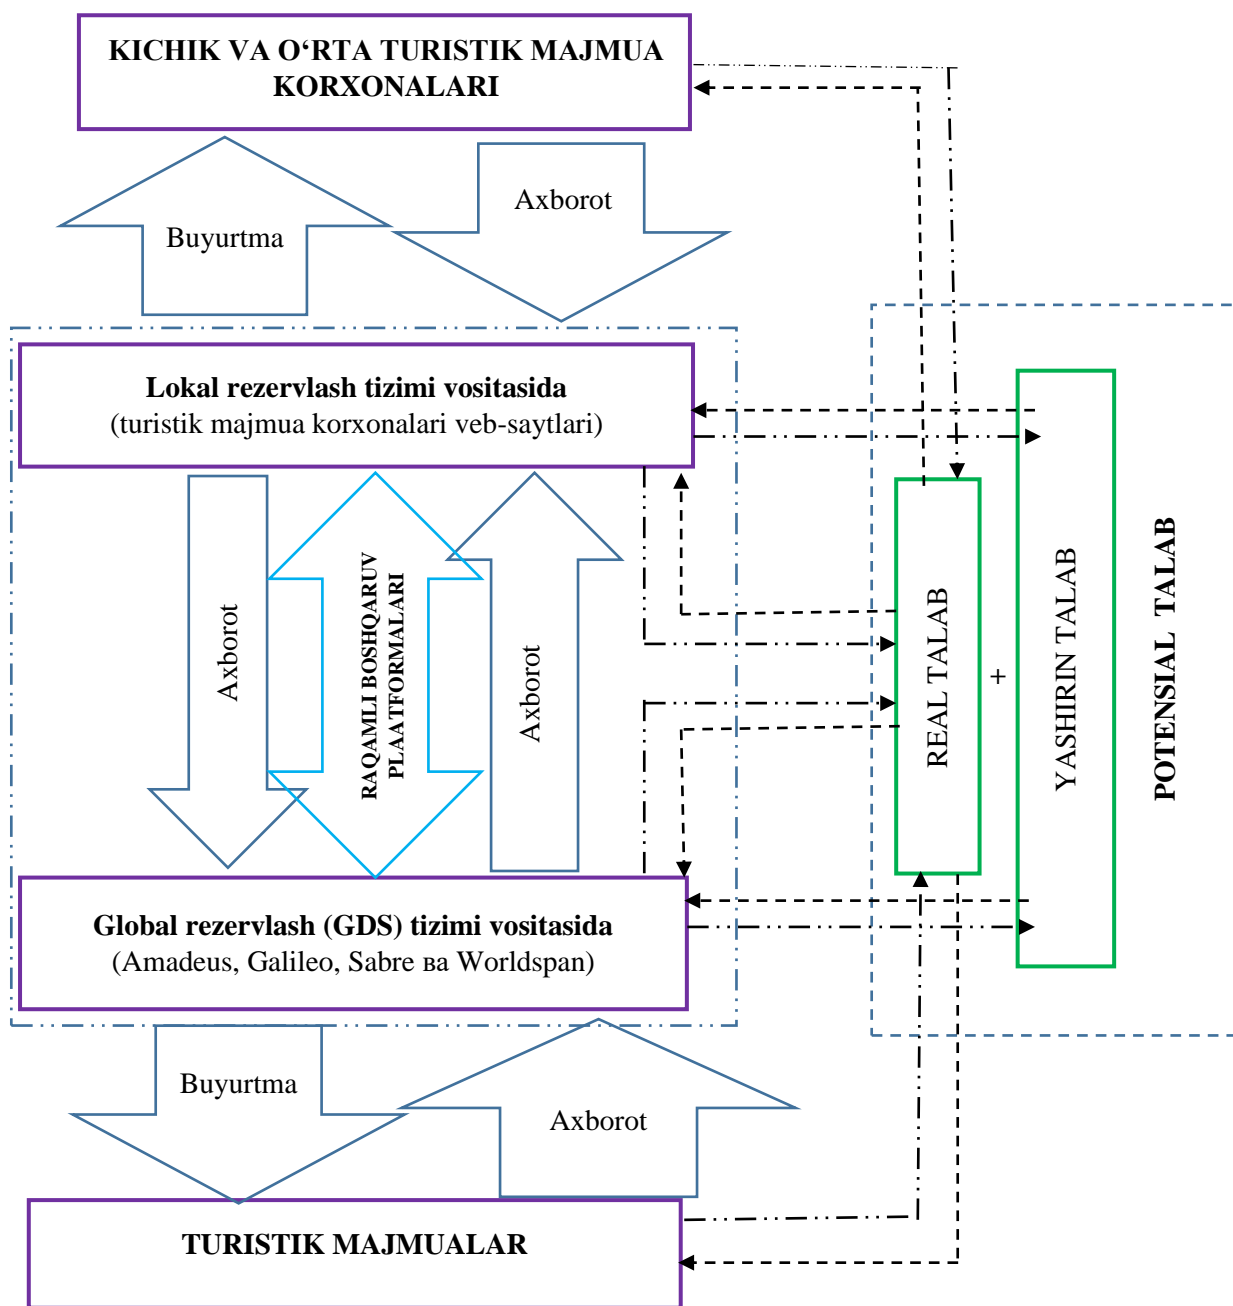 KICHIK VA O‘RTA TURISTIK MAJMUA
KORXONALARI
Buyurtma
Axborot
Lokal rezervlash tizimi vositasida
(turistik majmua korxonalari veb-saytlari)
Axborot
RAQAMLI BOSHQARUV
PLAATFORMALARI
Axborot
REAL TALAB
+
YASHIRIN TALAB
POTENSIAL TALAB
Global rezervlash (GDS) tizimi vositasida
(Amadeus, Galileo, Sabre ва Worldspan)
Buyurtma
Axborot
TURISTIK MAJMUALAR